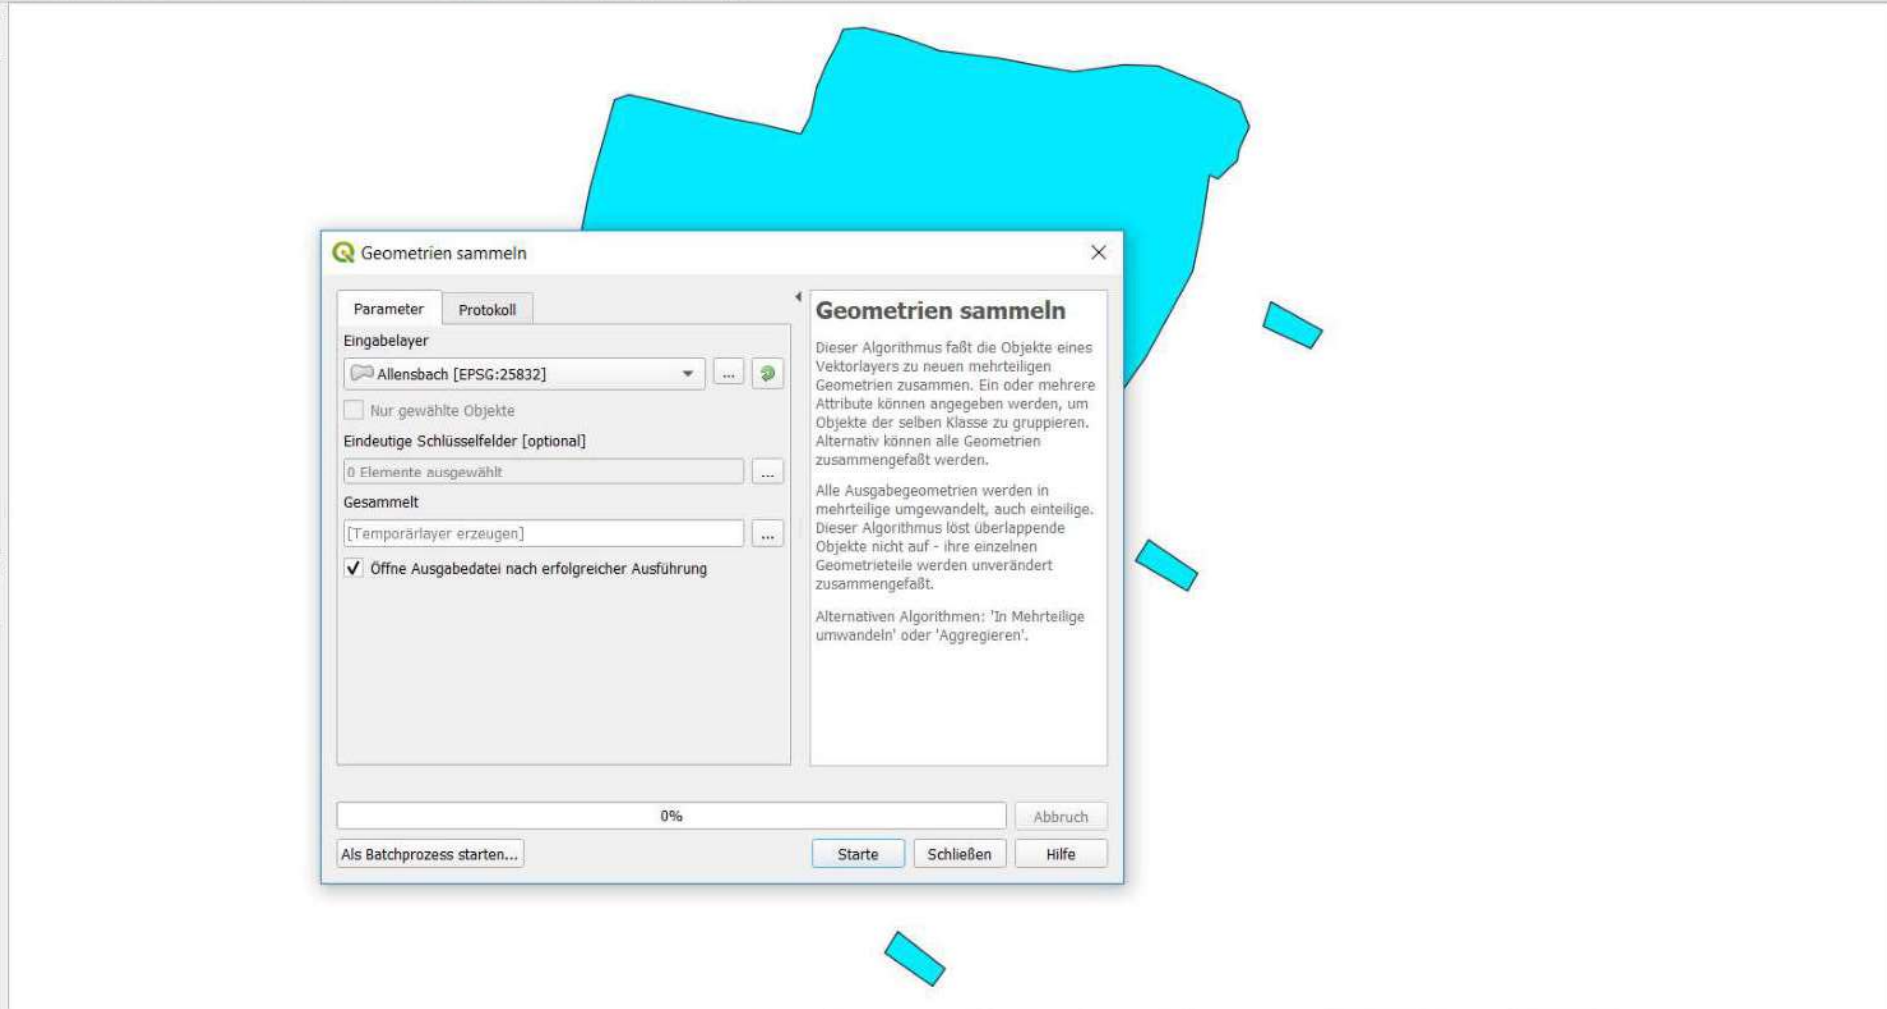 Geometrien sammeln
Parameter
Protokoll
Eingabelayer
Allensbach [EPSG:25832]
...
Nur gewählte Objekte
Eindeutige Schlüsselfelder [optional]
0 Elemente ausgewählt
...
Gesammelt
[Temporärlayer erzeugen]
...
Öffne Ausgabedatei nach erfolgreicher Ausführung
Geometrien sammeln
Dieser Algorithmus faßt die Objekte eines
Vektorlayers zu neuen mehrteiligen
Geometrien zusammen. Ein oder mehrere
Attribute können angegeben werden, um
Objekte der selben Klasse zu gruppieren.
Alternativ können alle Geometrien
zusammengefaßt werden.
Alle Ausgabegeometrien werden in
mehrteilige umgewandelt, auch einteilige.
Dieser Algorithmus löst überlappende
Objekte nicht auf - ihre einzelnen
Geometrieteile werden unverändert
zusammengefaßt.
Alternativen Algorithmen: 'In Mehrteilige
umwandeln' oder 'Aggregieren'.
0%
Abbruch
Als Batchprozess starten...
Starte
Schließen
Hilfe